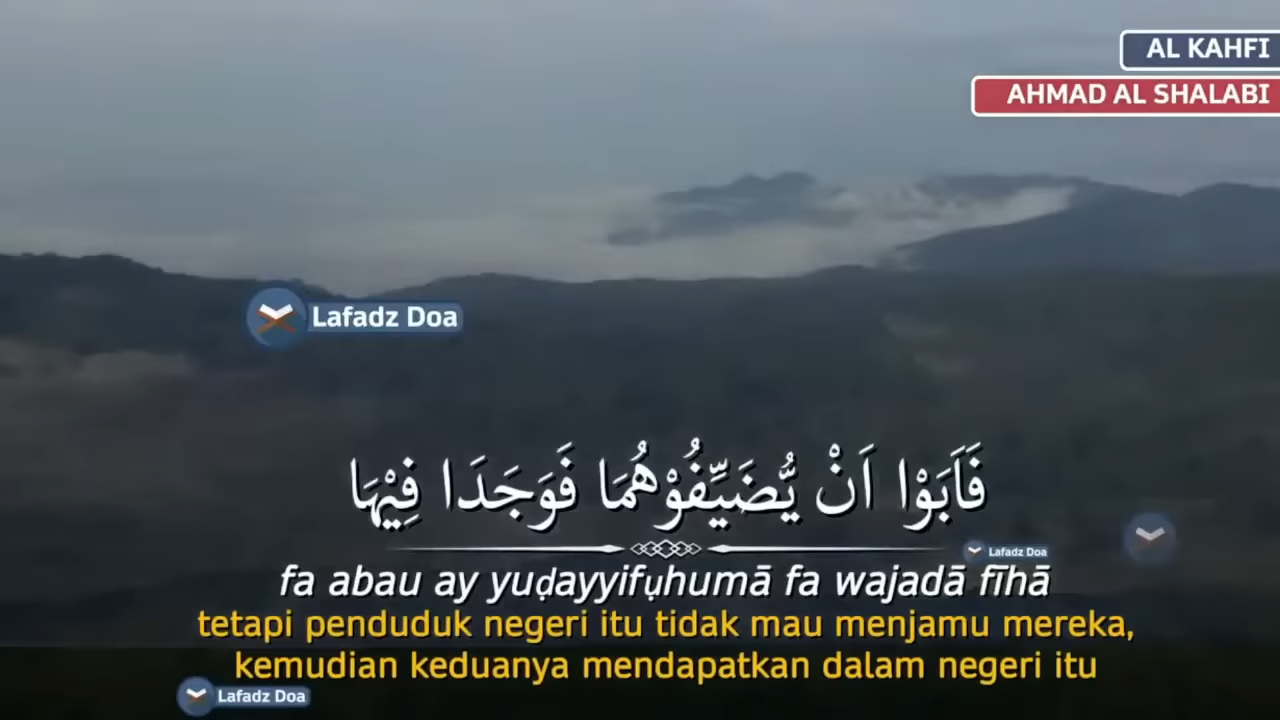 AL KAHFI
AHMAD AL SHALABI
Lafadz Doa
فَاَبَوْا اَنْ يُّضَيِّفُوْهُمَا فَوَجَدَا فِيْهَا
Lafadz Doa
fa abau ay yuḍayyifụhumā fa wajadā fīhā
tetapi penduduk negeri itu tidak mau menjamu mereka,
kemudian keduanya mendapatkan dalam negeri itu
Lafadz Doa